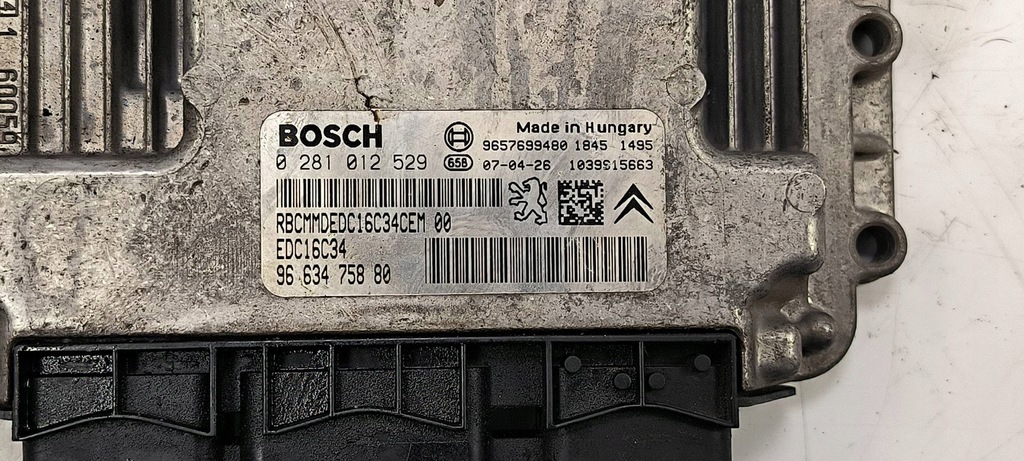 BOSCH
Made in Hungary
9657699480 1845 1495
0 281 012 529 658 07-04-26 1039S15663
RBCMMDEDC16C34CEM 00
EDC16C34
96 634 758 80